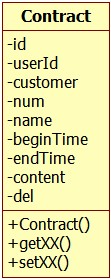 Contract
-id
-userId
-customer
-num
-name
-beginTime
-endTime
-content
-del
+Contract()
+getXX()
+setXX()